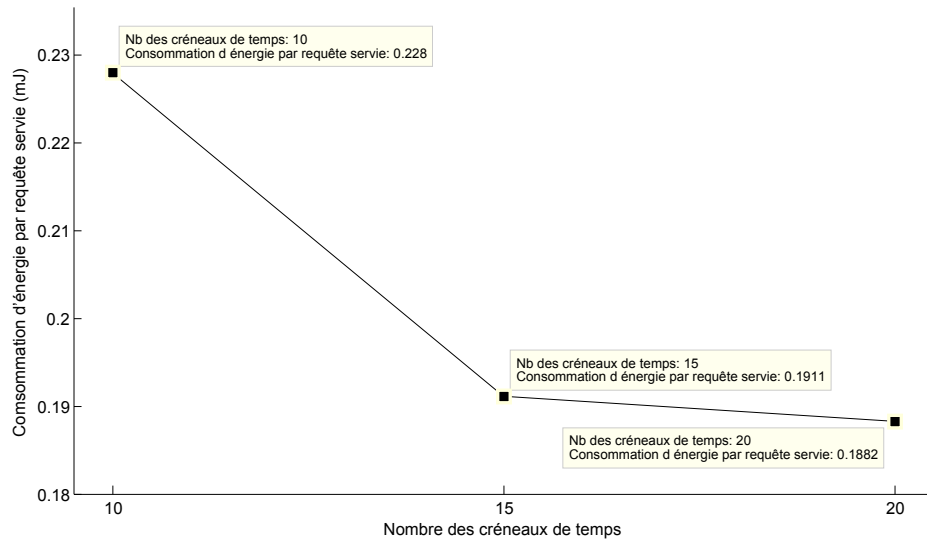 Nb des créneaux de temps: 10
Consommation d énergie par requête servie: 0.228
0.23
0.22
0.21
0.2
0.19
0.18
Comsommation d'énergie par requête servie (mJ)
Nb des créneaux de temps: 15
Consommation d énergie par requête servie: 0.1911
Nb des créneaux de temps: 20
Consommation d énergie par requête servie: 0.1882
10
15
20
Nombre des créneaux de temps